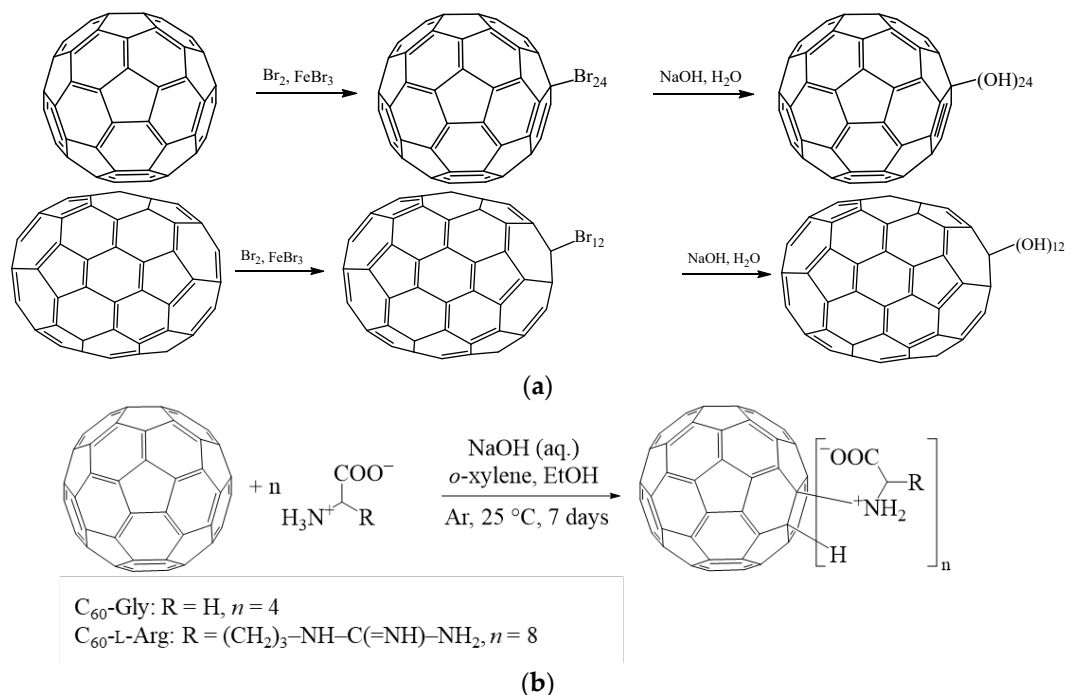 Br₂, FeBr₃
Br₂₄
NaOH, H₂O
(OH)₂₄
Br₂, FeBr₃
Br₁₂
NaOH, H₂O
(OH)₁₂
(a)
+ n
COO⁻
H₃N⁺
R
NaOH (aq.)
o-xylene, EtOH
Ar, 25 °C, 7 days
⁻OOC
R
⁺NH₂
H
n
C₆₀-Gly: R = H, n = 4
C₆₀-L-Arg: R = (CH₂)₃–NH–C(=NH)–NH₂, n = 8
(b)